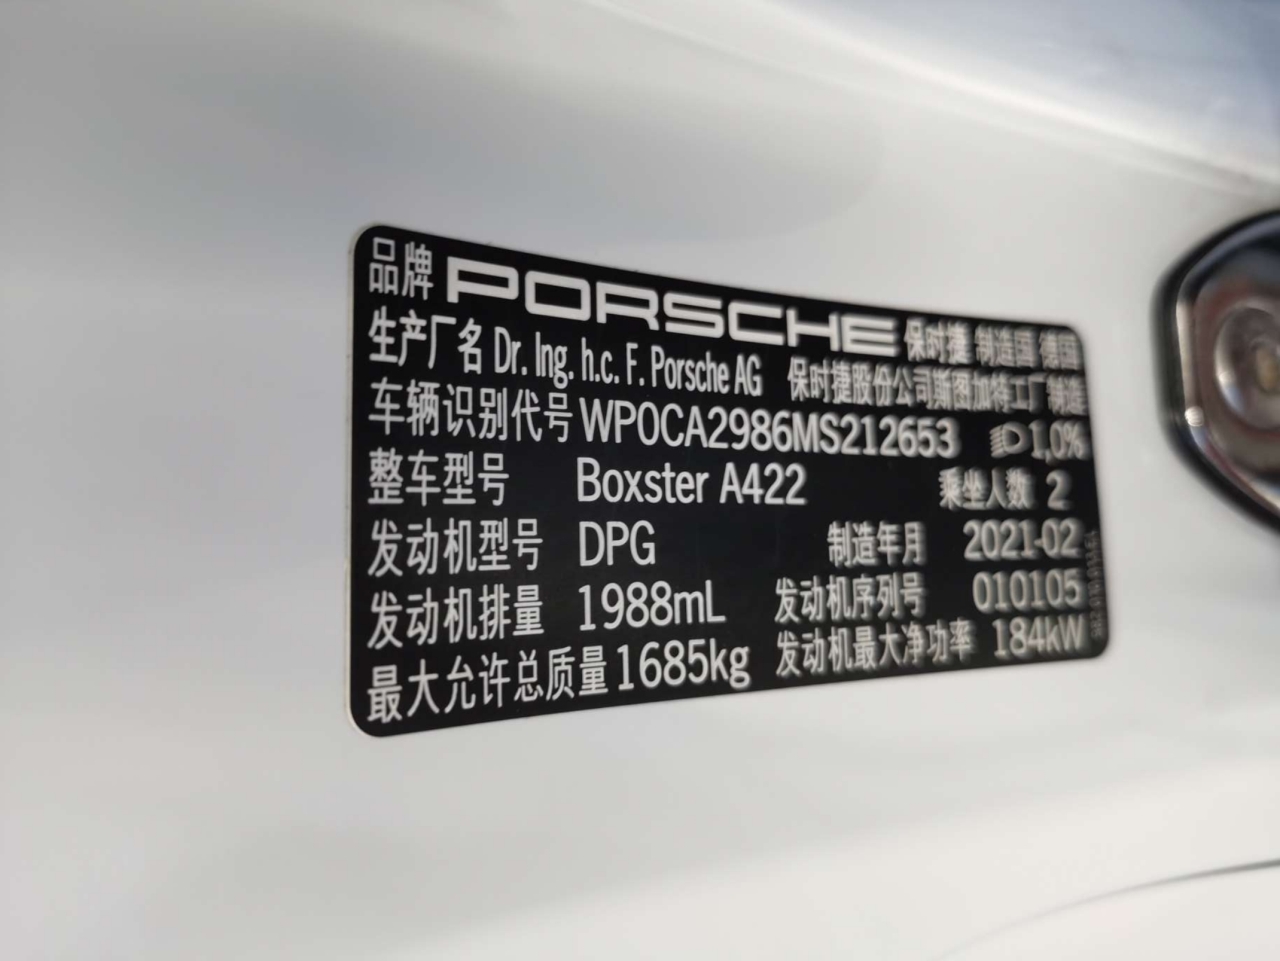 品牌 PORSCHE 保时捷 制造国 德国
生产厂名 Dr. Ing. h.c. F. Porsche AG 保时捷股份公司斯图加特工厂制造
车辆识别代号 WP0CA2986MS212653 1,0%
整车型号 Boxster A422 乘坐人数 2
发动机型号 DPG 制造年月 2021-02
发动机排量 1988mL 发动机序列号 010105
最大允许总质量 1685kg 发动机最大净功率 184kW